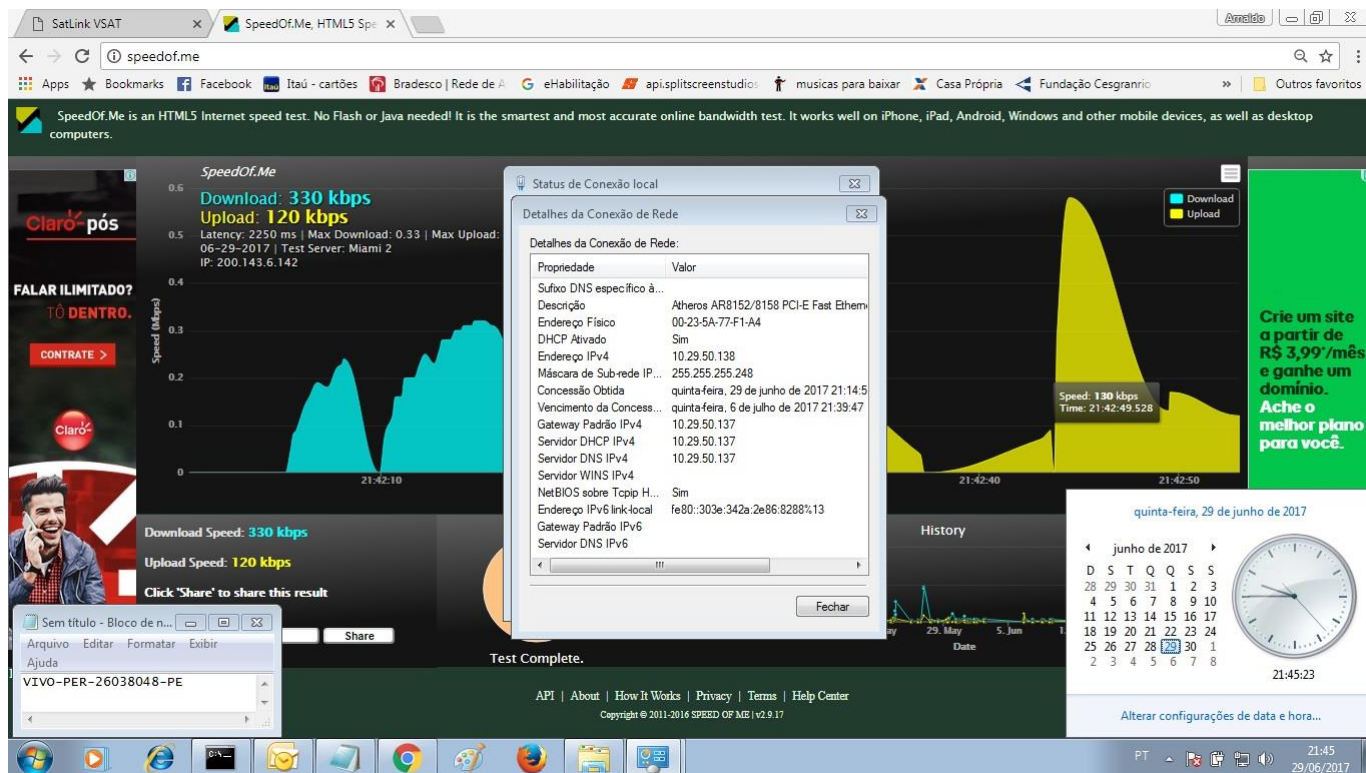 SatLink VSAT
SpeedOf.Me, HTML5 Spe
Arnaldo
speedof.me
Apps Bookmarks Facebook Itaú - cartões Bradesco | Rede de A eHabilitação api.splitscreenstudios musicas para baixar Casa Própria Fundação Cesgranrio » Outros favoritos
SpeedOf.Me is an HTML5 Internet speed test. No Flash or Java needed! It is the smartest and most accurate online bandwidth test. It works well on iPhone, iPad, Android, Windows and other mobile devices, as well as desktop
computers.
Claro- pós
FALAR ILIMITADO?
TÔ DENTRO.
CONTRATE >
Claro-
SpeedOf.Me
Download: 330 kbps
Upload: 120 kbps
Latency: 2250 ms | Max Download: 0.33 | Max Upload:
06-29-2017 | Test Server: Miami 2
IP: 200.143.6.142
Speed (Mbps)
0.6
0.5
0.4
0.3
0.2
0.1
0
21:42:10
21:42:40
21:42:50
Download
Upload
Speed: 130 kbps
Time: 21:42:49.528
Status de Conexão local
Detalhes da Conexão de Rede
Detalhes da Conexão de Rede:
Propriedade Valor
Sufixo DNS específico à...
Descrição Atheros AR8152/8158 PCI-E Fast Etherne
Endereço Físico 00-23-5A-77-F1-A4
DHCP Ativado Sim
Endereço IPv4 10.29.50.138
Máscara de Sub-rede IP... 255.255.255.248
Concessão Obtida quinta-feira, 29 de junho de 2017 21:14:5
Vencimento da Concess... quinta-feira, 6 de julho de 2017 21:39:47
Gateway Padrão IPv4 10.29.50.137
Servidor DHCP IPv4 10.29.50.137
Servidor DNS IPv4 10.29.50.137
Servidor WINS IPv4
NetBIOS sobre Tcpip H... Sim
Endereço IPv6 link-local fe80::303e:342a:2e86:8288%13
Gateway Padrão IPv6
Servidor DNS IPv6
Fechar
Crie um site
a partir de
R$ 3,99*/mês
e ganhe um
domínio.
Ache o
melhor plano
para você.
Download Speed: 330 kbps
Upload Speed: 120 kbps
Click 'Share' to share this result
Share
Test Complete.
History
29. May
5. Jun
Date
Sem título - Bloco de n...
Arquivo Editar Formatar Exibir
Ajuda
VIVO-PER-26038048-PE
API | About | How It Works | Privacy | Terms | Help Center
Copyright © 2011-2016 SPEED OF ME | v2.9.17
quinta-feira, 29 de junho de 2017
junho de 2017
D S T Q Q S S
28 29 30 31 1 2 3
4 5 6 7 8 9 10
11 12 13 14 15 16 17
18 19 20 21 22 23 24
25 26 27 28 29 30 1
2 3 4 5 6 7 8
21:45:23
Alterar configurações de data e hora...
PT
21:45
29/06/2017